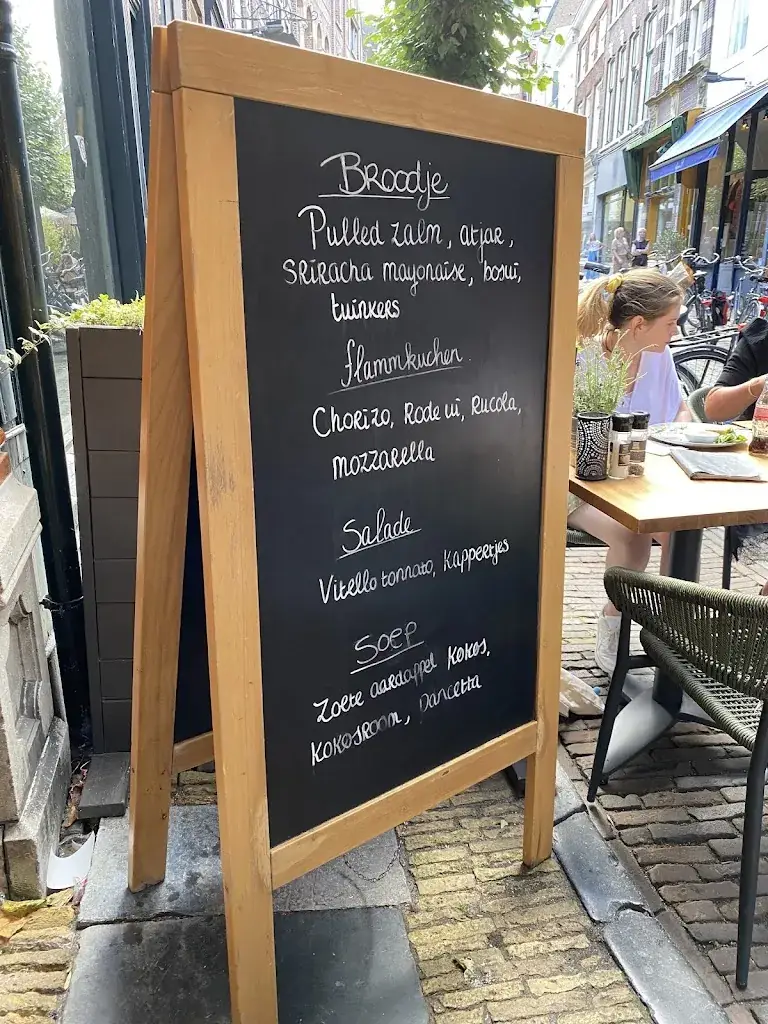 Broodje
Pulled zalm, atjar,
sriracha mayonaise, bosui,
tuinkers
flammkuchen
Chorizo, Rode ui, Rucola,
mozzarella
Salade
Vitello tonnato, kappertjes
Soep
Zoete aardappel kokos,
kokosroom, Pancetta